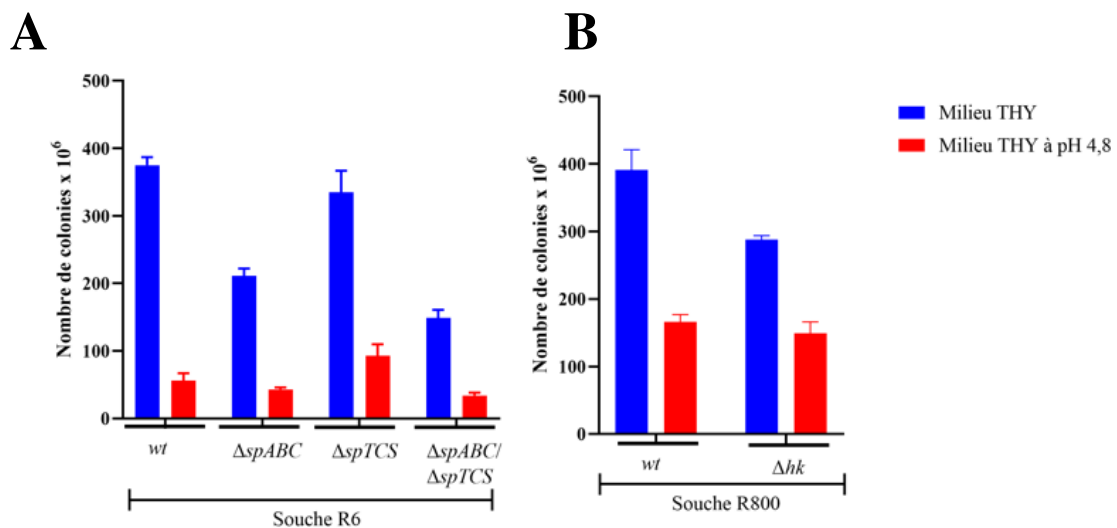 A
B
500
400
300
200
100
0
Nombre de colonies x 10⁶
wt
ΔspABC
ΔspTCS
ΔspABC/
ΔspTCS
Souche R6
500
400
300
200
100
0
Nombre de colonies x 10⁶
wt
Δhk
Souche R800
Milieu THY
Milieu THY à pH 4,8